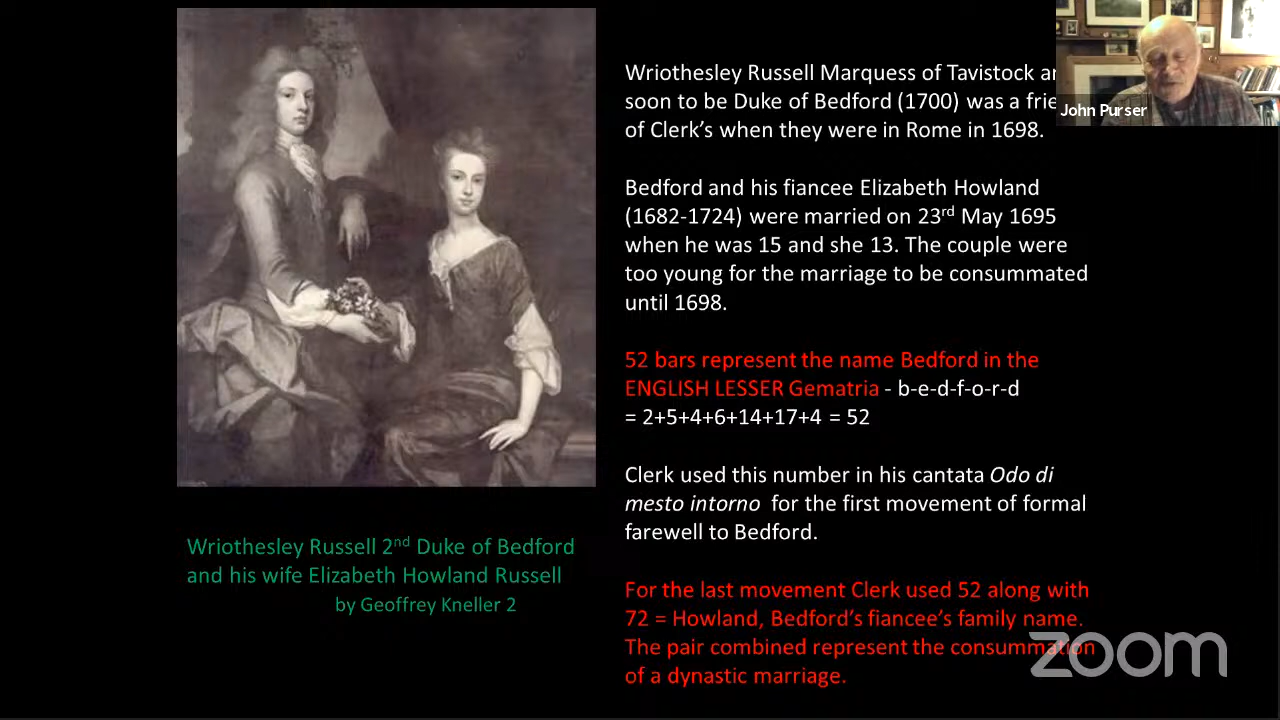 Wriothesley Russell Marquess of Tavistock
soon to be Duke of Bedford (1700) was a
of Clerk's when they were in Rome in 1698.
John Purser
Bedford and his fiancee Elizabeth Howland
(1682-1724) were married on 23rd May 1695
when he was 15 and she 13. The couple were
too young for the marriage to be consummated
until 1698.
52 bars represent the name Bedford in the
ENGLISH LESSER Gematria - b-e-d-f-o-r-d
= 2+5+4+6+14+17+4 = 52
Clerk used this number in his cantata Odo di
mesto intorno for the first movement of formal
farewell to Bedford.
For the last movement Clerk used 52 along with
72 = Howland, Bedford's fiancee's family name.
The pair combined represent the consummation
of a dynastic marriage.
Wriothesley Russell 2nd Duke of Bedford
and his wife Elizabeth Howland Russell
by Geoffrey Kneller 2
zoom